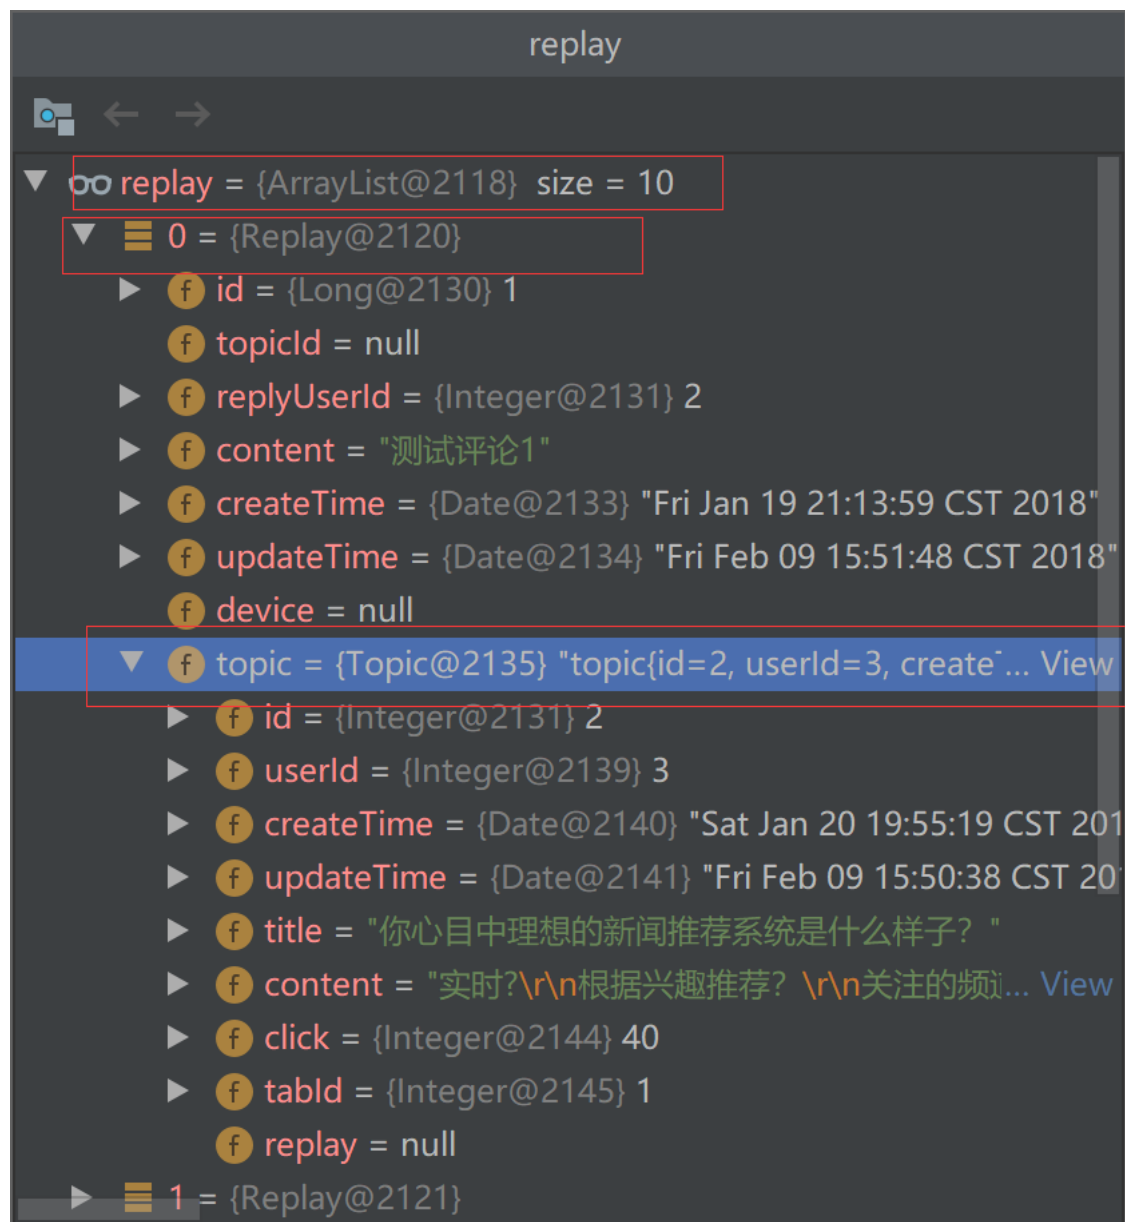 replay
replay = {ArrayList@2118} size = 10
0 = {Replay@2120}
f id = {Long@2130} 1
f topicId = null
f replyUserId = {Integer@2131} 2
f content = "测试评论1"
f createTime = {Date@2133} "Fri Jan 19 21:13:59 CST 2018"
f updateTime = {Date@2134} "Fri Feb 09 15:51:48 CST 2018"
f device = null
f topic = {Topic@2135} "topic{id=2, userId=3, create... View
f id = {Integer@2131} 2
f userId = {Integer@2139} 3
f createTime = {Date@2140} "Sat Jan 20 19:55:19 CST 201
f updateTime = {Date@2141} "Fri Feb 09 15:50:38 CST 20
f title = "你心目中理想的新闻推荐系统是什么样子？"
f content = "实时?\r\n根据兴趣推荐？\r\n关注的频... View
f click = {Integer@2144} 40
f tabId = {Integer@2145} 1
f replay = null
1 = {Replay@2121}